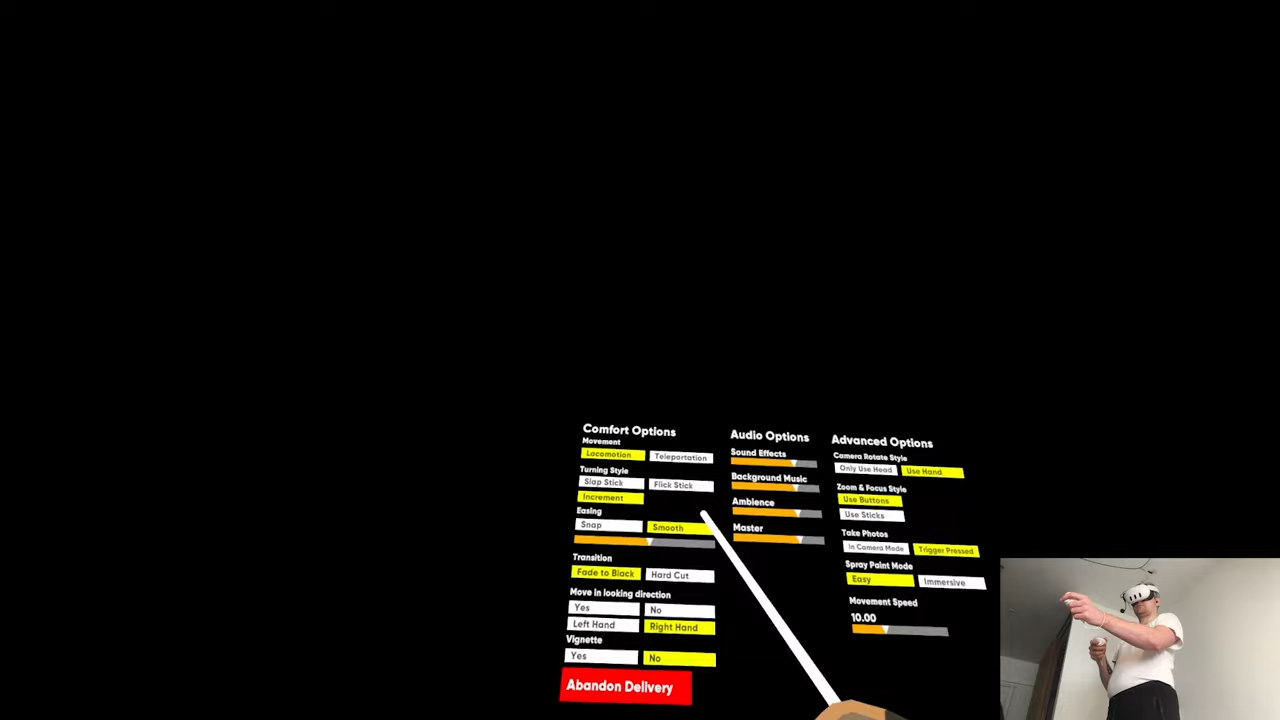 Comfort Options
Movement
Locomotion Teleportation
Turning Style
Slap Stick Flick Stick
Increment
Easing
Snap Smooth
Transition
Fade to Black Hard Cut
Move in looking direction
Yes No
Left Hand Right Hand
Vignette
Yes No
Abandon Delivery
Audio Options
Sound Effects
Background Music
Ambience
Master
Advanced Options
Camera Rotate Style
Only Use Head Use Hand
Zoom & Focus Style
Use Buttons
Use Sticks
Take Photos
In Camera Mode Trigger Pressed
Spray Paint Mode
Easy Immersive
Movement Speed
10.00